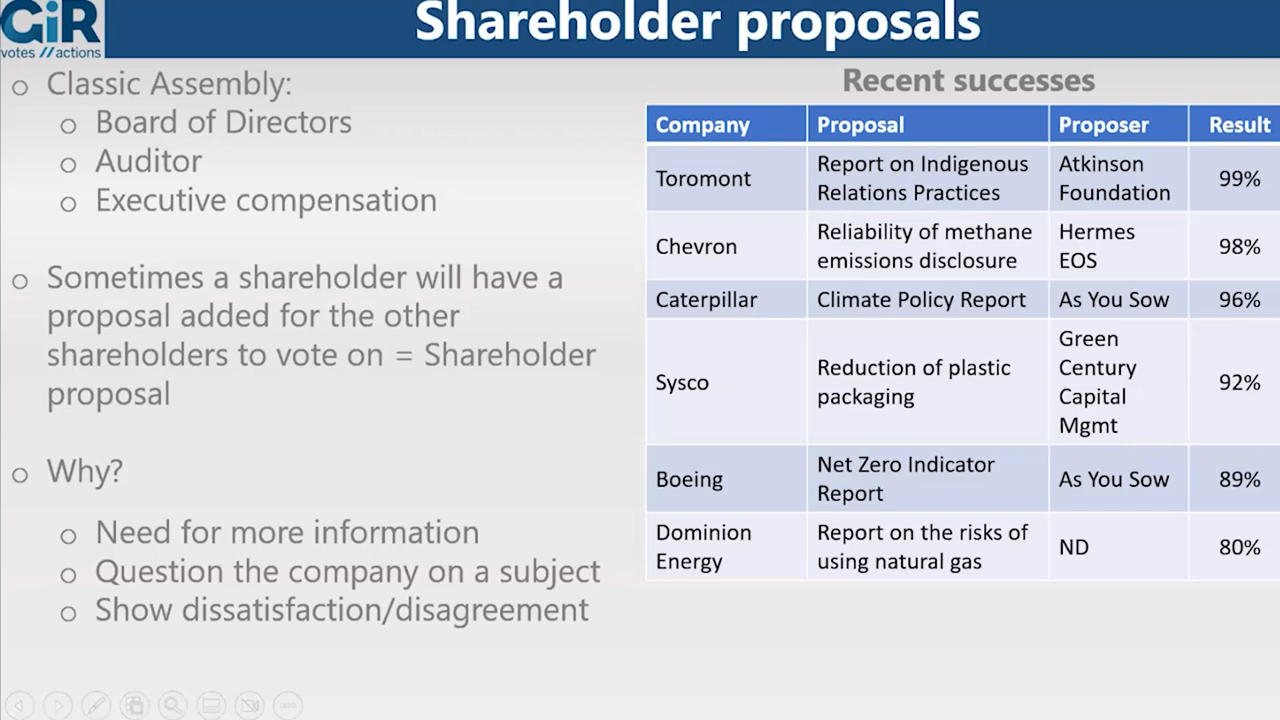 GiR
votes // actions
Shareholder proposals
Classic Assembly:
Board of Directors
Auditor
Executive compensation
Sometimes a shareholder will have a
proposal added for the other
shareholders to vote on = Shareholder
proposal
Why?
Need for more information
Question the company on a subject
Show dissatisfaction/disagreement
Recent successes
Company Proposal Proposer Result
Toromont Report on Indigenous Relations Practices Atkinson Foundation 99%
Chevron Reliability of methane emissions disclosure Hermes EOS 98%
Caterpillar Climate Policy Report As You Sow 96%
Sysco Reduction of plastic packaging Green Century Capital Mgmt 92%
Boeing Net Zero Indicator Report As You Sow 89%
Dominion Energy Report on the risks of using natural gas ND 80%